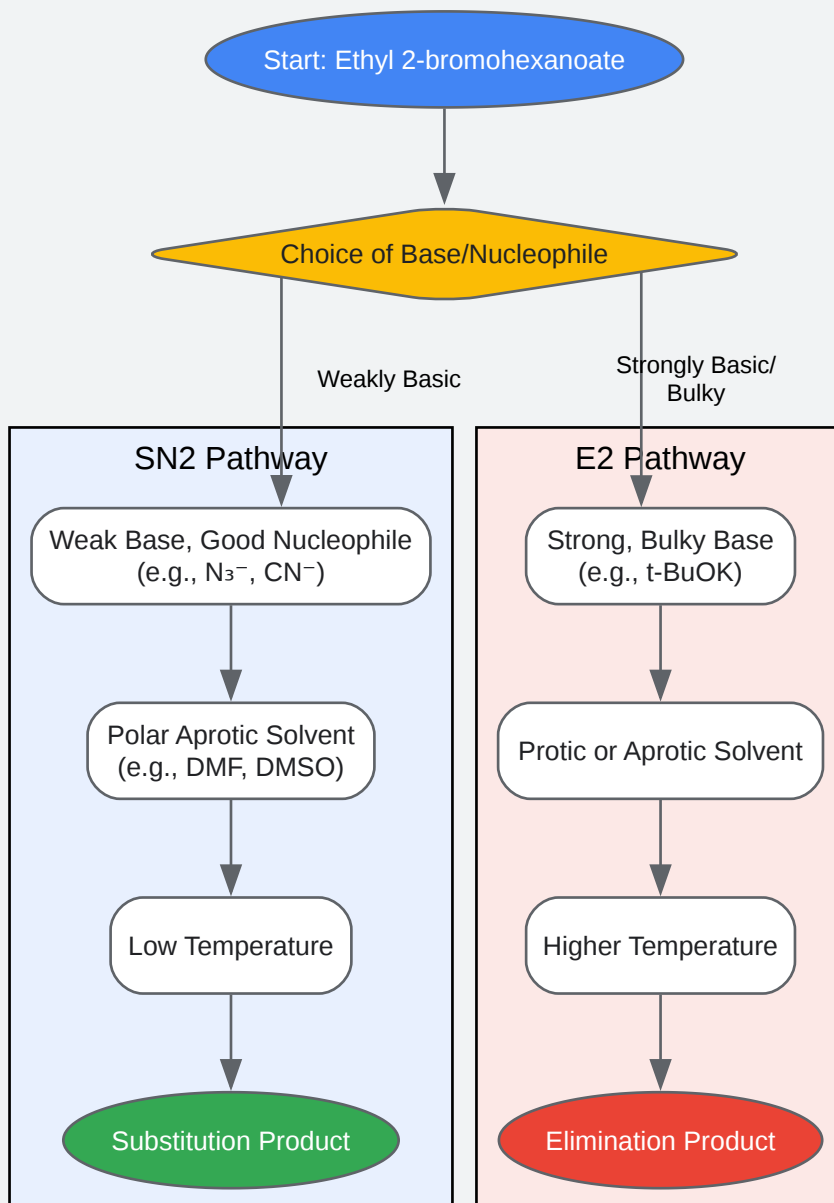 Start: Ethyl 2-bromohexanoate
Choice of Base/Nucleophile
Weakly Basic
Strongly Basic/
Bulky
SN2 Pathway
Weak Base, Good Nucleophile
(e.g., N₃⁻, CN⁻)
Polar Aprotic Solvent
(e.g., DMF, DMSO)
Low Temperature
Substitution Product
E2 Pathway
Strong, Bulky Base
(e.g., t-BuOK)
Protic or Aprotic Solvent
Higher Temperature
Elimination Product